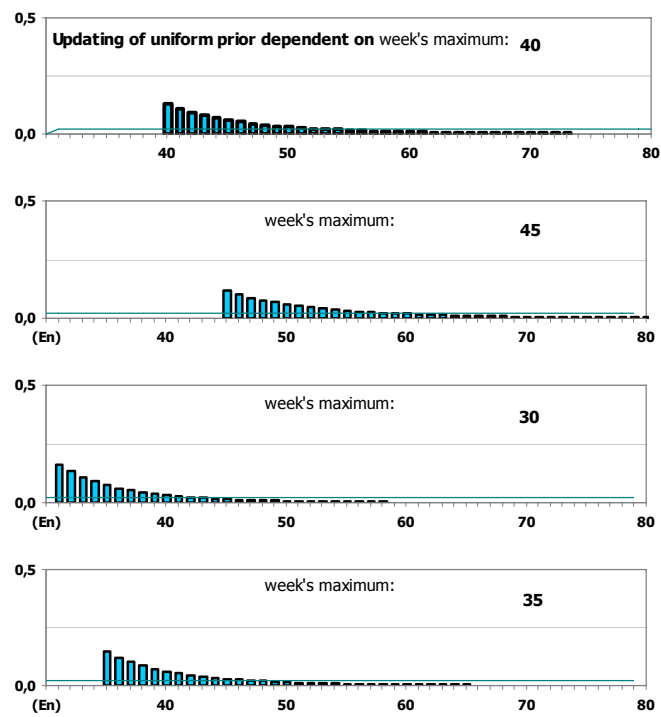 0,5
Updating of uniform prior dependent on week's maximum: 40
0,0
40 50 60 70 80
0,5
week's maximum: 45
0,0
(En) 40 50 60 70 80
0,5
week's maximum: 30
0,0
(En) 40 50 60 70 80
0,5
week's maximum: 35
0,0
(En) 40 50 60 70 80